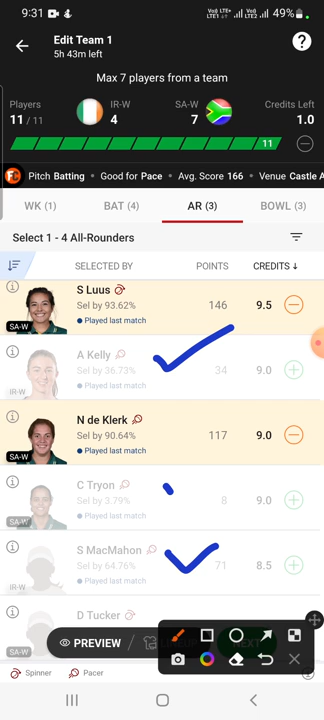 9:31 Vo) LTE+ LTE1 Vo) LTE2 49%
Edit Team 1
5h 43m left
?
Max 7 players from a team
Players IR-W SA-W Credits Left
11 / 11 4 7 1.0
11
Pitch Batting • Good for Pace • Avg. Score 166 • Venue Castle A
WK (1) BAT (4) AR (3) BOWL (3)
Select 1 - 4 All-Rounders
SELECTED BY POINTS CREDITS ↓
S Luus
Sel by 93.62% 146 9.5
Played last match
SA-W
A Kelly
Sel by 36.73% 34 9.0
Played last match
IR-W
N de Klerk
Sel by 90.64% 117 9.0
Played last match
SA-W
C Tryon
Sel by 3.79% 8 9.0
Played last match
SA-W
S MacMahon
Sel by 64.76% 71 8.5
Played last match
IR-W
D Tucker
SA-W
PREVIEW
Spinner Pacer